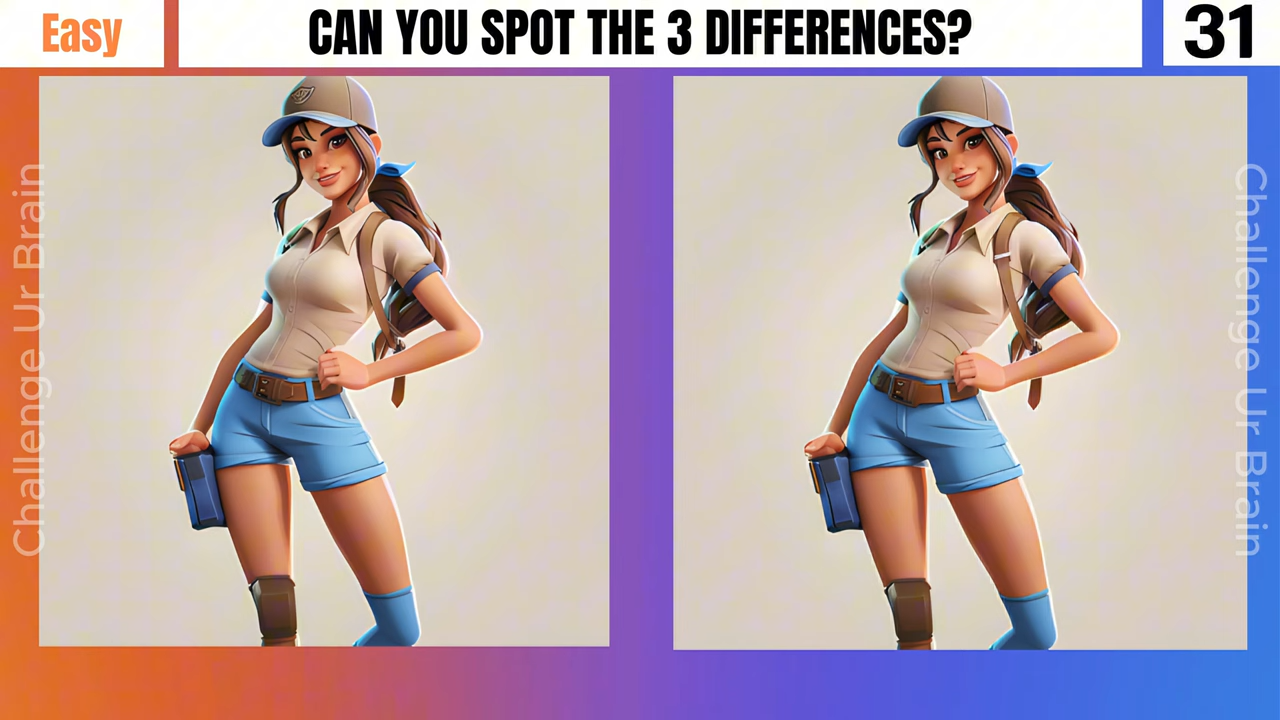 Easy
CAN YOU SPOT THE 3 DIFFERENCES?
31
Challenge Ur Brain
Challenge Ur Brain